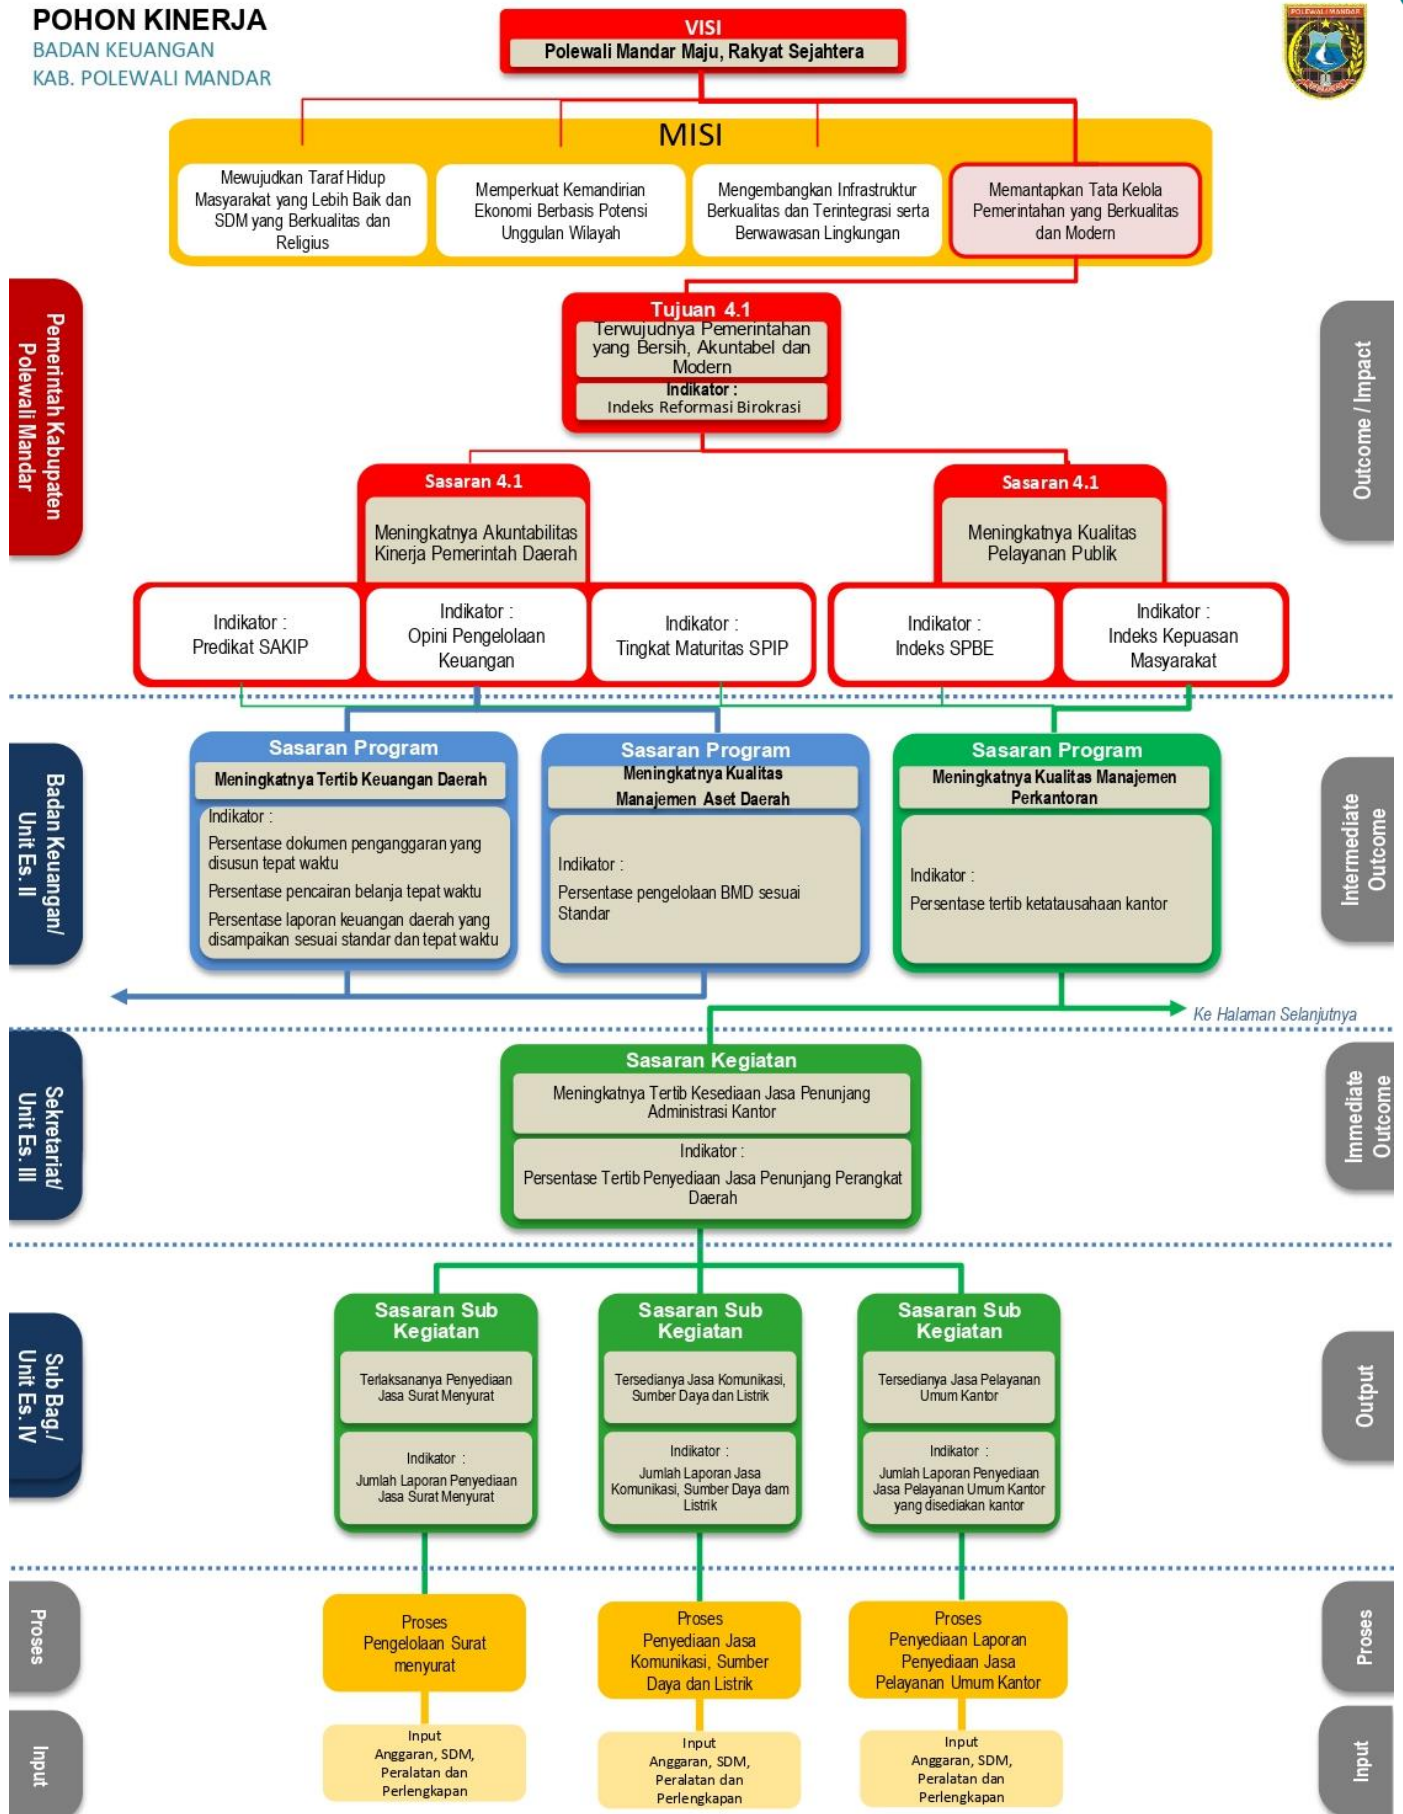 POHON KINERJA
BADAN KEUANGAN
KAB. POLEWALI MANDAR
POLEWALI MANDAR
VISI
Polewali Mandar Maju, Rakyat Sejahtera
MISI
Mewujudkan Taraf Hidup
Masyarakat yang Lebih Baik dan
SDM yang Berkualitas dan
Religius
Memperkuat Kemandirian
Ekonomi Berbasis Potensi
Unggulan Wilayah
Mengembangkan Infrastruktur
Berkualitas dan Terintegrasi serta
Berwawasan Lingkungan
Memantapkan Tata Kelola
Pemerintahan yang Berkualitas
dan Modern
Pemerintah Kabupaten
Polewali Mandar
Outcome / Impact
Tujuan 4.1
Terwujudnya Pemerintahan
yang Bersih, Akuntabel dan
Modern
Indikator :
Indeks Reformasi Birokrasi
Sasaran 4.1
Meningkatnya Akuntabilitas
Kinerja Pemerintah Daerah
Sasaran 4.1
Meningkatnya Kualitas
Pelayanan Publik
Indikator :
Predikat SAKIP
Indikator :
Opini Pengelolaan
Keuangan
Indikator :
Tingkat Maturitas SPIP
Indikator :
Indeks SPBE
Indikator :
Indeks Kepuasan
Masyarakat
Badan Keuangan/
Unit Es. II
Intermediate
Outcome
Sasaran Program
Meningkatnya Tertib Keuangan Daerah
Indikator :
Persentase dokumen penganggaran yang
disusun tepat waktu
Persentase pencairan belanja tepat waktu
Persentase laporan keuangan daerah yang
disampaikan sesuai standar dan tepat waktu
Sasaran Program
Meningkatnya Kualitas
Manajemen Aset Daerah
Indikator :
Persentase pengelolaan BMD sesuai
Standar
Sasaran Program
Meningkatnya Kualitas Manajemen
Perkantoran
Indikator :
Persentase tertib ketatausahaan kantor
Ke Halaman Selanjutnya
Sekretariat/
Unit Es. III
Immediate
Outcome
Sasaran Kegiatan
Meningkatnya Tertib Kesediaan Jasa Penunjang
Administrasi Kantor
Indikator :
Persentase Tertib Penyediaan Jasa Penunjang Perangkat
Daerah
Sub Bag./
Unit Es. IV
Output
Sasaran Sub
Kegiatan
Terlaksananya Penyediaan
Jasa Surat Menyurat
Indikator :
Jumlah Laporan Penyediaan
Jasa Surat Menyurat
Sasaran Sub
Kegiatan
Tersedianya Jasa Komunikasi,
Sumber Daya dan Listrik
Indikator :
Jumlah Laporan Jasa
Komunikasi, Sumber Daya dam
Listrik
Sasaran Sub
Kegiatan
Tersedianya Jasa Pelayanan
Umum Kantor
Indikator :
Jumlah Laporan Penyediaan
Jasa Pelayanan Umum Kantor
yang disediakan kantor
Proses
Proses
Proses
Pengelolaan Surat
menyurat
Proses
Penyediaan Jasa
Komunikasi, Sumber
Daya dan Listrik
Proses
Penyediaan Laporan
Penyediaan Jasa
Pelayanan Umum Kantor
Input
Input
Input
Anggaran, SDM,
Peralatan dan
Perlengkapan
Input
Anggaran, SDM,
Peralatan dan
Perlengkapan
Input
Anggaran, SDM,
Peralatan dan
Perlengkapan